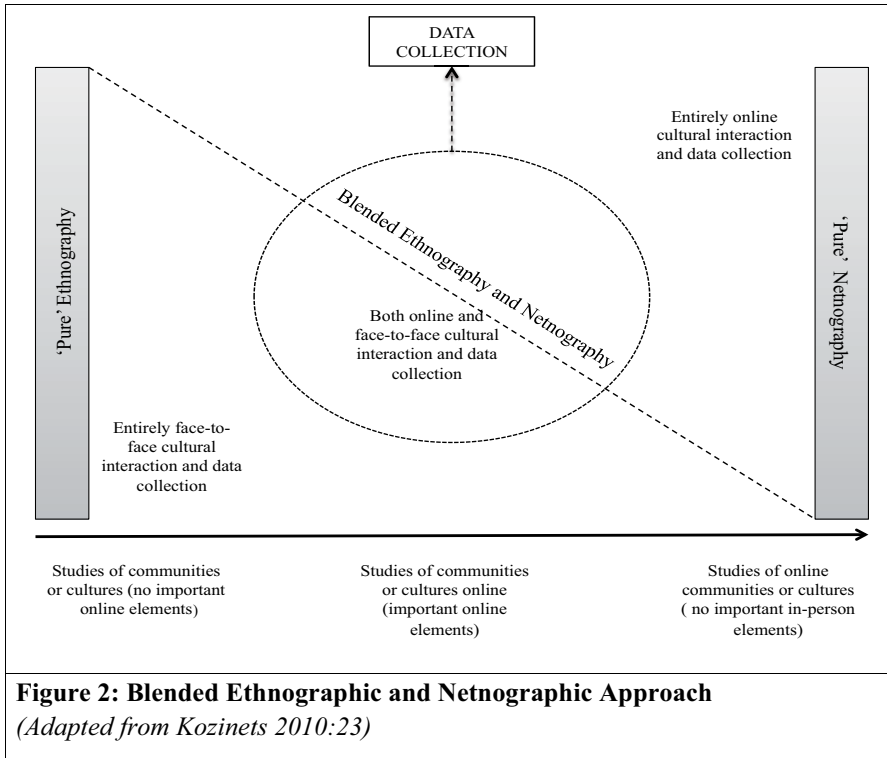 DATA
COLLECTION
'Pure' Ethnography
Entirely online
cultural interaction
and data collection
Blended Ethnography and Netnography
Both online and
face-to-face cultural
interaction and data
collection
'Pure' Netnography
Entirely face-to-
face cultural
interaction and data
collection
Studies of communities
or cultures (no important
online elements)
Studies of communities
or cultures online
(important online
elements)
Studies of online
communities or cultures
( no important in-person
elements)
Figure 2: Blended Ethnographic and Netnographic Approach
(Adapted from Kozinets 2010:23)